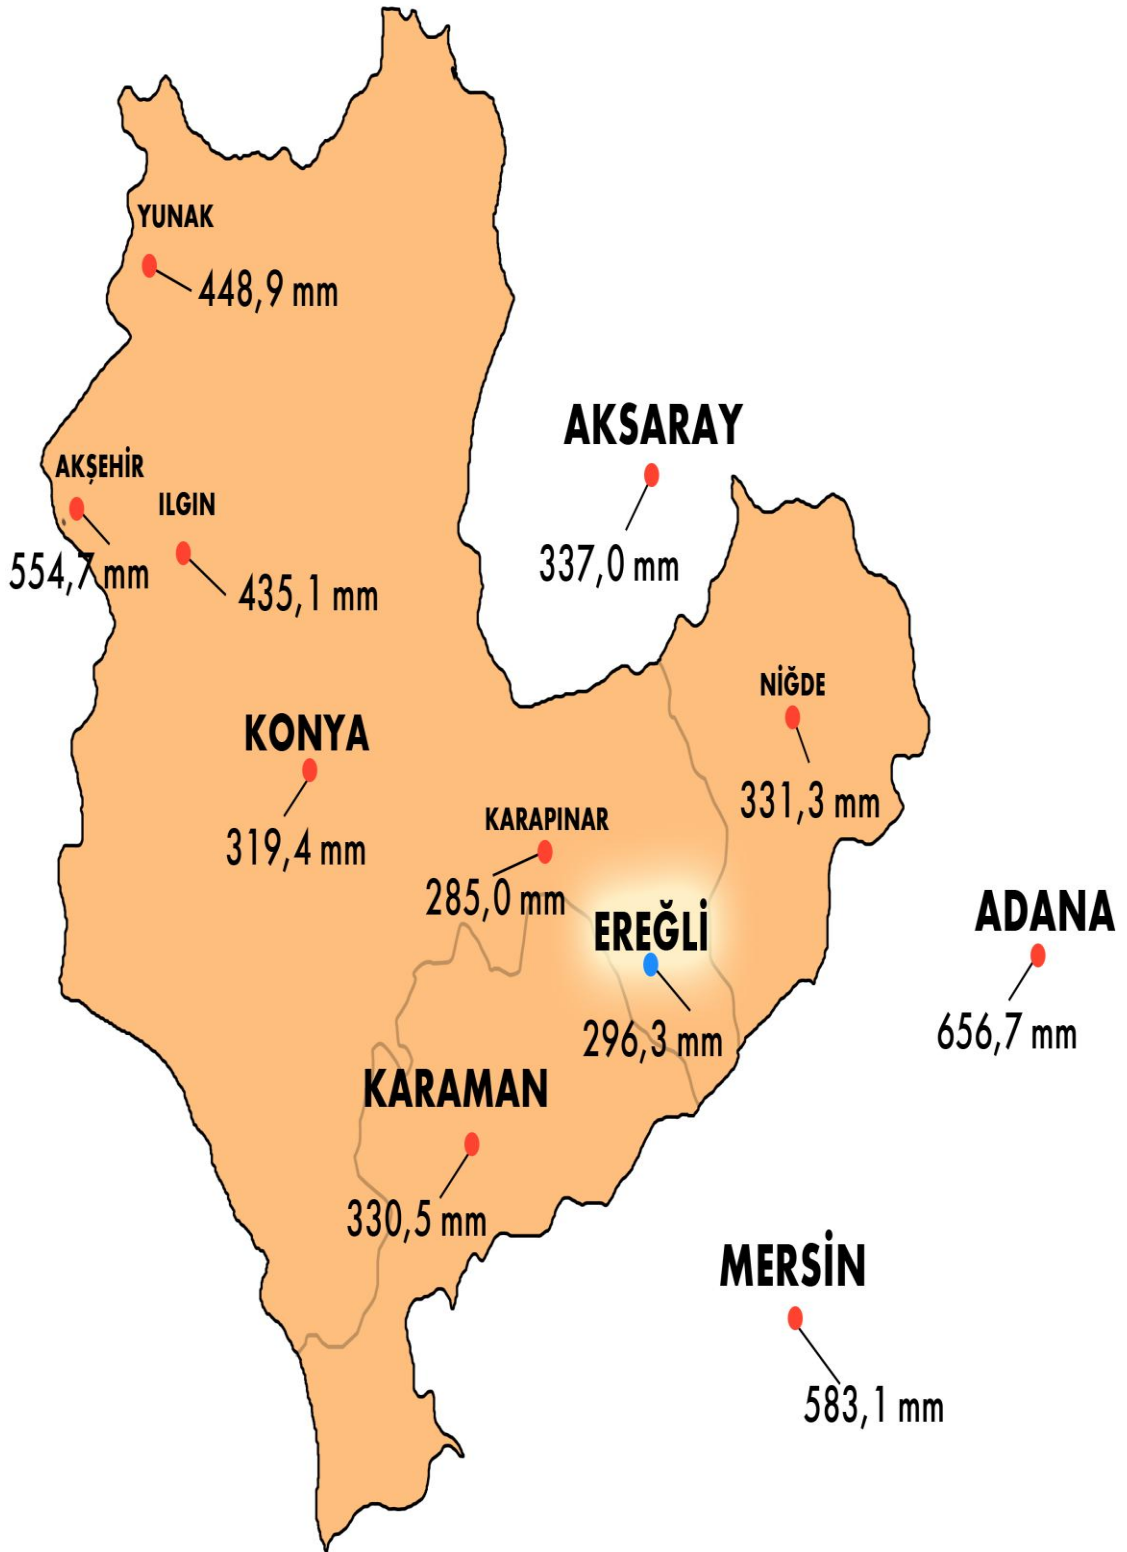 YUNAK
448,9 mm
AKSARAY
337,0 mm
AKŞEHİR
554,7 mm
ILGIN
435,1 mm
NİĞDE
331,3 mm
KONYA
319,4 mm
KARAPINAR
285,0 mm
EREĞLİ
296,3 mm
ADANA
656,7 mm
KARAMAN
330,5 mm
MERSİN
583,1 mm